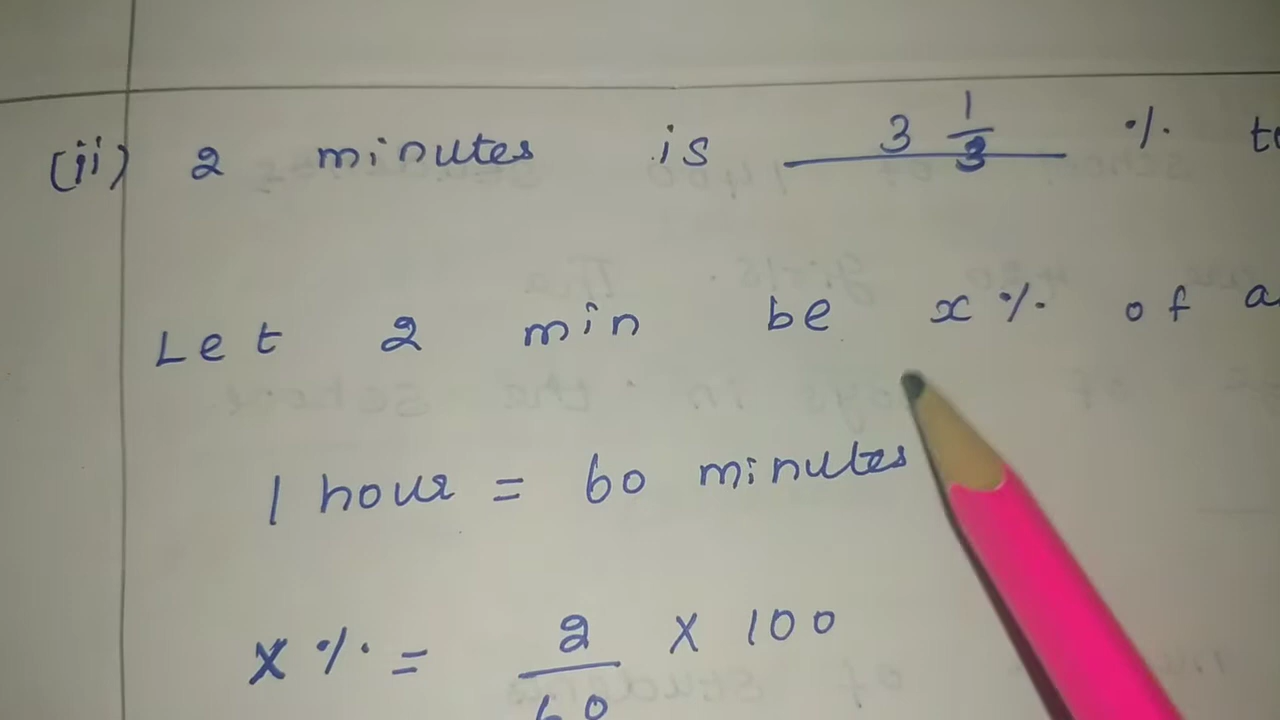 (ii) 2 minutes is 3 1/3 %
Let 2 min be x% of a
1 hour = 60 minutes
x % = 2/60 x 100